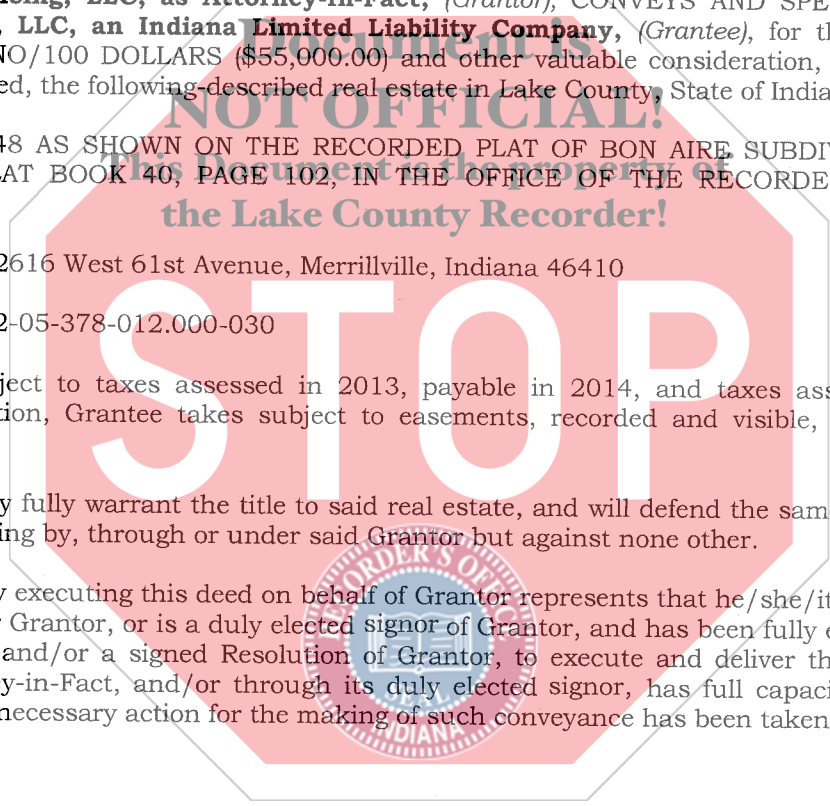 cing, LLC, as Attorney-in-Fact, (Grantor), CONVEYS AND SPE
, LLC, an Indiana Limited Liability Company, (Grantee), for th
NO/100 DOLLARS ($55,000.00) and other valuable consideration,
ed, the following-described real estate in Lake County, State of India
Document is
NOT OFFICIAL!
48 AS SHOWN ON THE RECORDED PLAT OF BON AIRE SUBDIV
This Document is the property of
LAT BOOK 40, PAGE 102, IN THE OFFICE OF THE RECORDE
the Lake County Recorder!
2616 West 61st Avenue, Merrillville, Indiana 46410
2-05-378-012.000-030
STOP
ject to taxes assessed in 2013, payable in 2014, and taxes ass
tion, Grantee takes subject to easements, recorded and visible,
y fully warrant the title to said real estate, and will defend the sam
ing by, through or under said Grantor but against none other.
y executing this deed on behalf of Grantor represents that he/she/it
r Grantor, or is a duly elected signor of Grantor, and has been fully e
and/or a signed Resolution of Grantor, to execute and deliver th
y-in-Fact, and/or through its duly elected signor, has full capaci
necessary action for the making of such conveyance has been taken
RECORDER'S OFFICE
SEAL
INDIANA